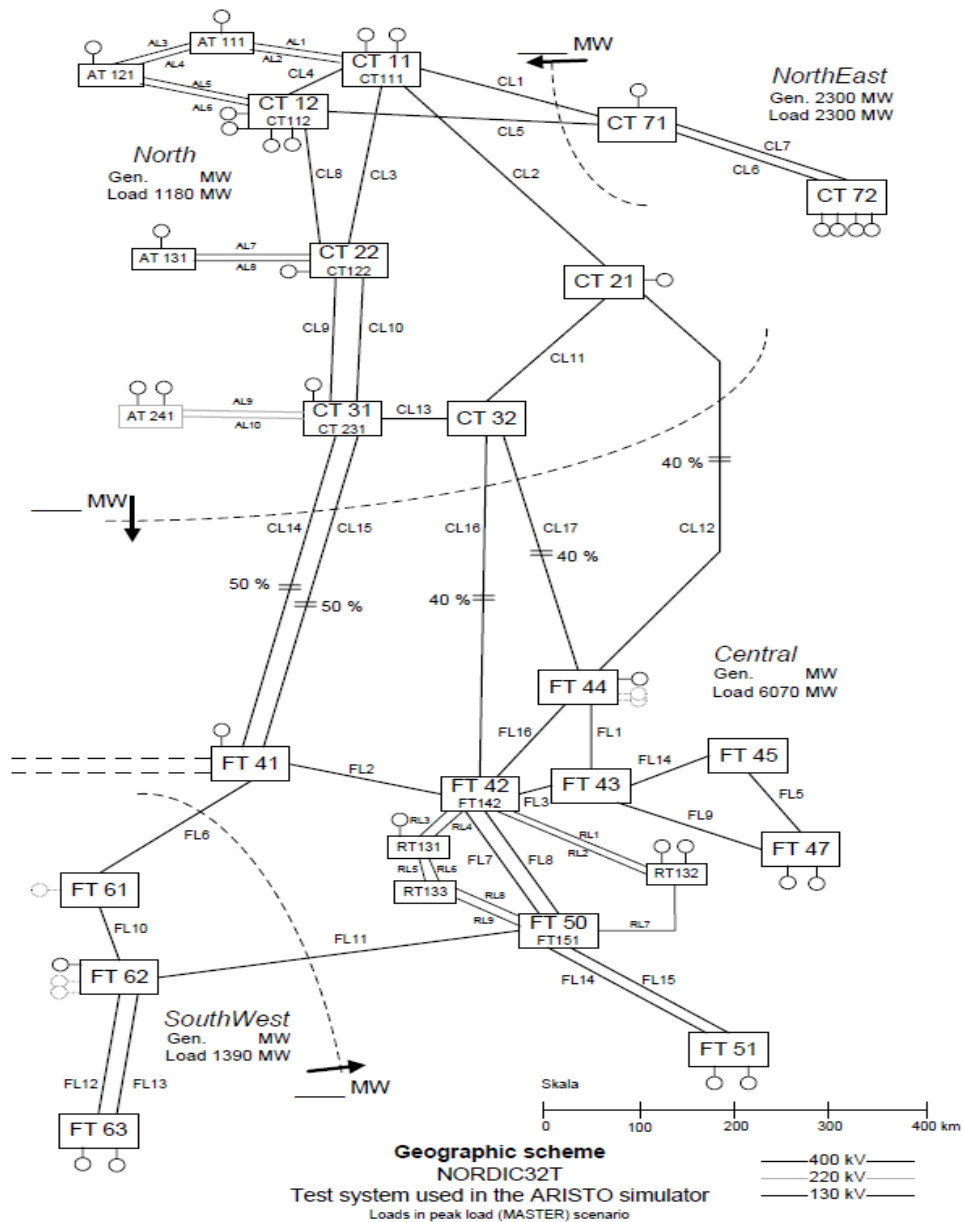 AT 111
AL3
AL4
AL1
AL2
AT 121
CT 11
CT111
CL4
AL5
AL6
CT 12
CT112
CL1
CL5
____ MW
NorthEast
Gen. 2300 MW
Load 2300 MW
CT 71
CL7
CL6
CT 72
North
Gen. MW
Load 1180 MW
CL8
CL3
CL2
AT 131
AL7
AL8
CT 22
CT122
CT 21
CL9
CL10
CL11
AT 241
AL9
AL10
CT 31
CT 231
CL13
CT 32
40 %
____ MW
CL14
CL15
CL16
CL17
CL12
40 %
50 %
50 %
40 %
Central
Gen. MW
Load 6070 MW
FT 44
FL16
FL1
FL14
FT 45
FT 41
FL2
FT 42
FT142
FL3
FT 43
FL5
FL9
FT 47
FL6
RL3
RL4
RT131
RL1
RL2
RT132
FL7
FL8
RL5
RL6
RT133
RL8
RL9
RL7
FT 61
FL10
FL11
FT 50
FT151
FT 62
FL14
FL15
SouthWest
Gen. MW
Load 1390 MW
____ MW
FT 51
FL12
FL13
FT 63
Skala
0 100 200 300 400 km
Geographic scheme
NORDIC32T
Test system used in the ARISTO simulator
Loads in peak load (MASTER) scenario
400 kV
220 kV
130 kV